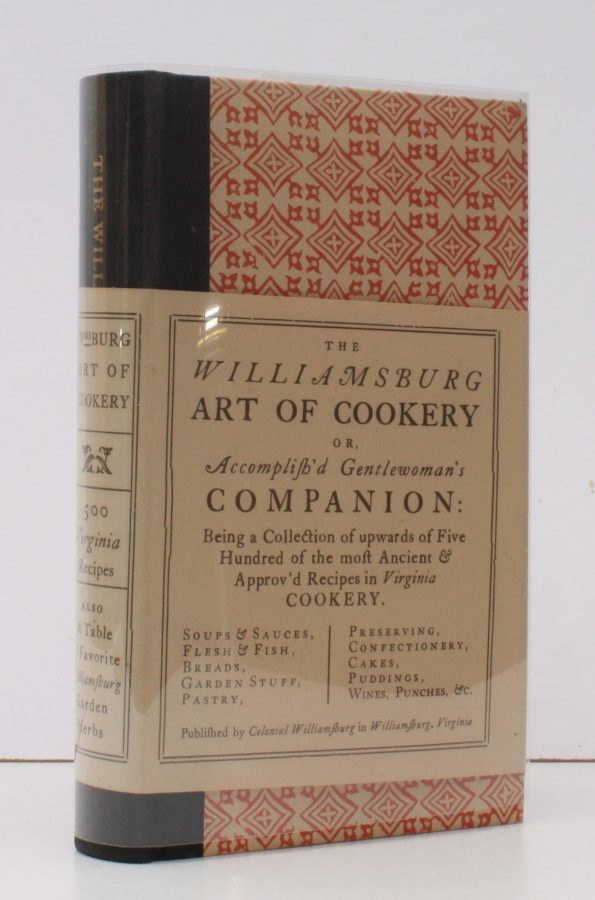 THE WILL
BURG
ART OF
COOKERY
500
Virginia
Recipes
ALSO
A Table
Favorite
Williamſburg
Garden
Herbs
THE
WILLIAMSBURG
ART OF COOKERY
OR,
Accompliſh'd Gentlewoman's
COMPANION:
Being a Collection of upwards of Five
Hundred of the moſt Ancient &
Approv'd Recipes in Virginia
COOKERY.
SOUPS & SAUCES,
FLESH & FISH,
BREADS,
GARDEN STUFF,
PASTRY,
PRESERVING,
CONFECTIONERY,
CAKES,
PUDDINGS,
WINES, PUNCHES, &c.
Publiſhed by Colonial Williamſburg in Williamſburg, Virginia